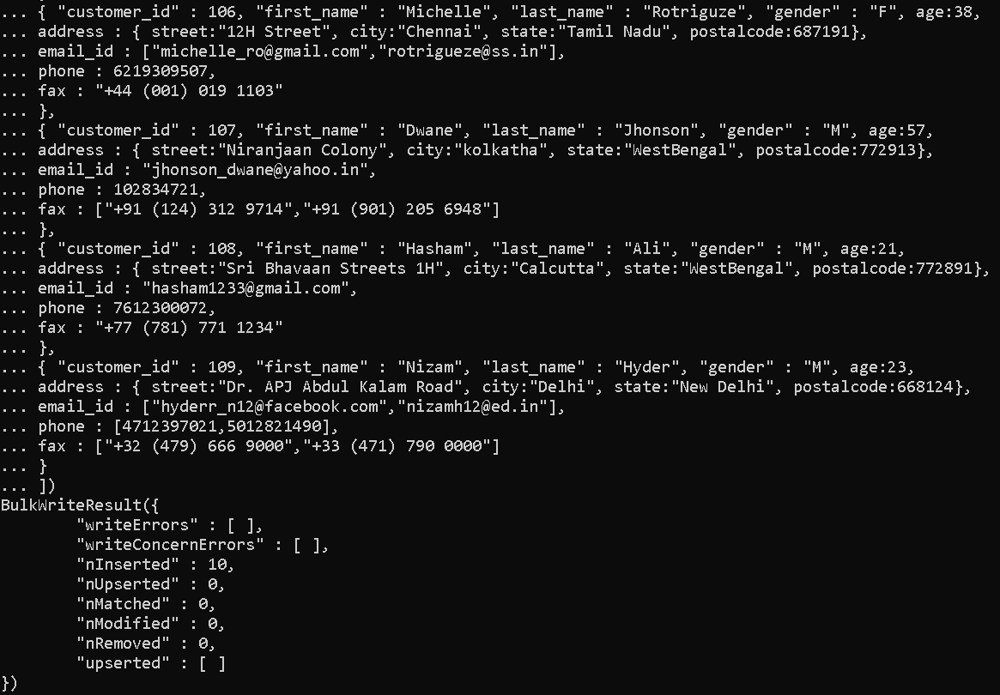 ... { "customer_id" : 106, "first_name" : "Michelle", "last_name" : "Rotriguze", "gender" : "F", age:38,
... address : { street:"12H Street", city:"Chennai", state:"Tamil Nadu", postalcode:687191},
... email_id : ["michelle_ro@gmail.com","rotrigueze@ss.in"],
... phone : 6219309507,
... fax : "+44 (001) 019 1103"
... },
... { "customer_id" : 107, "first_name" : "Dwane", "last_name" : "Jhonson", "gender" : "M", age:57,
... address : { street:"Niranjaan Colony", city:"kolkatha", state:"WestBengal", postalcode:772913},
... email_id : "jhonson_dwane@yahoo.in",
... phone : 102834721,
... fax : ["+91 (124) 312 9714","+91 (901) 205 6948"]
... },
... { "customer_id" : 108, "first_name" : "Hasham", "last_name" : "Ali", "gender" : "M", age:21,
... address : { street:"Sri Bhavaan Streets 1H", city:"Calcutta", state:"WestBengal", postalcode:772891},
... email_id : "hasham1233@gmail.com",
... phone : 7612300072,
... fax : "+77 (781) 771 1234"
... },
... { "customer_id" : 109, "first_name" : "Nizam", "last_name" : "Hyder", "gender" : "M", age:23,
... address : { street:"Dr. APJ Abdul Kalam Road", city:"Delhi", state:"New Delhi", postalcode:668124},
... email_id : ["hyderr_n12@facebook.com","nizamh12@ed.in"],
... phone : [4712397021,5012821490],
... fax : ["+32 (479) 666 9000","+33 (471) 790 0000"]
... }
... ])
BulkWriteResult({
        "writeErrors" : [ ],
        "writeConcernErrors" : [ ],
        "nInserted" : 10,
        "nUpserted" : 0,
        "nMatched" : 0,
        "nModified" : 0,
        "nRemoved" : 0,
        "upserted" : [ ]
})